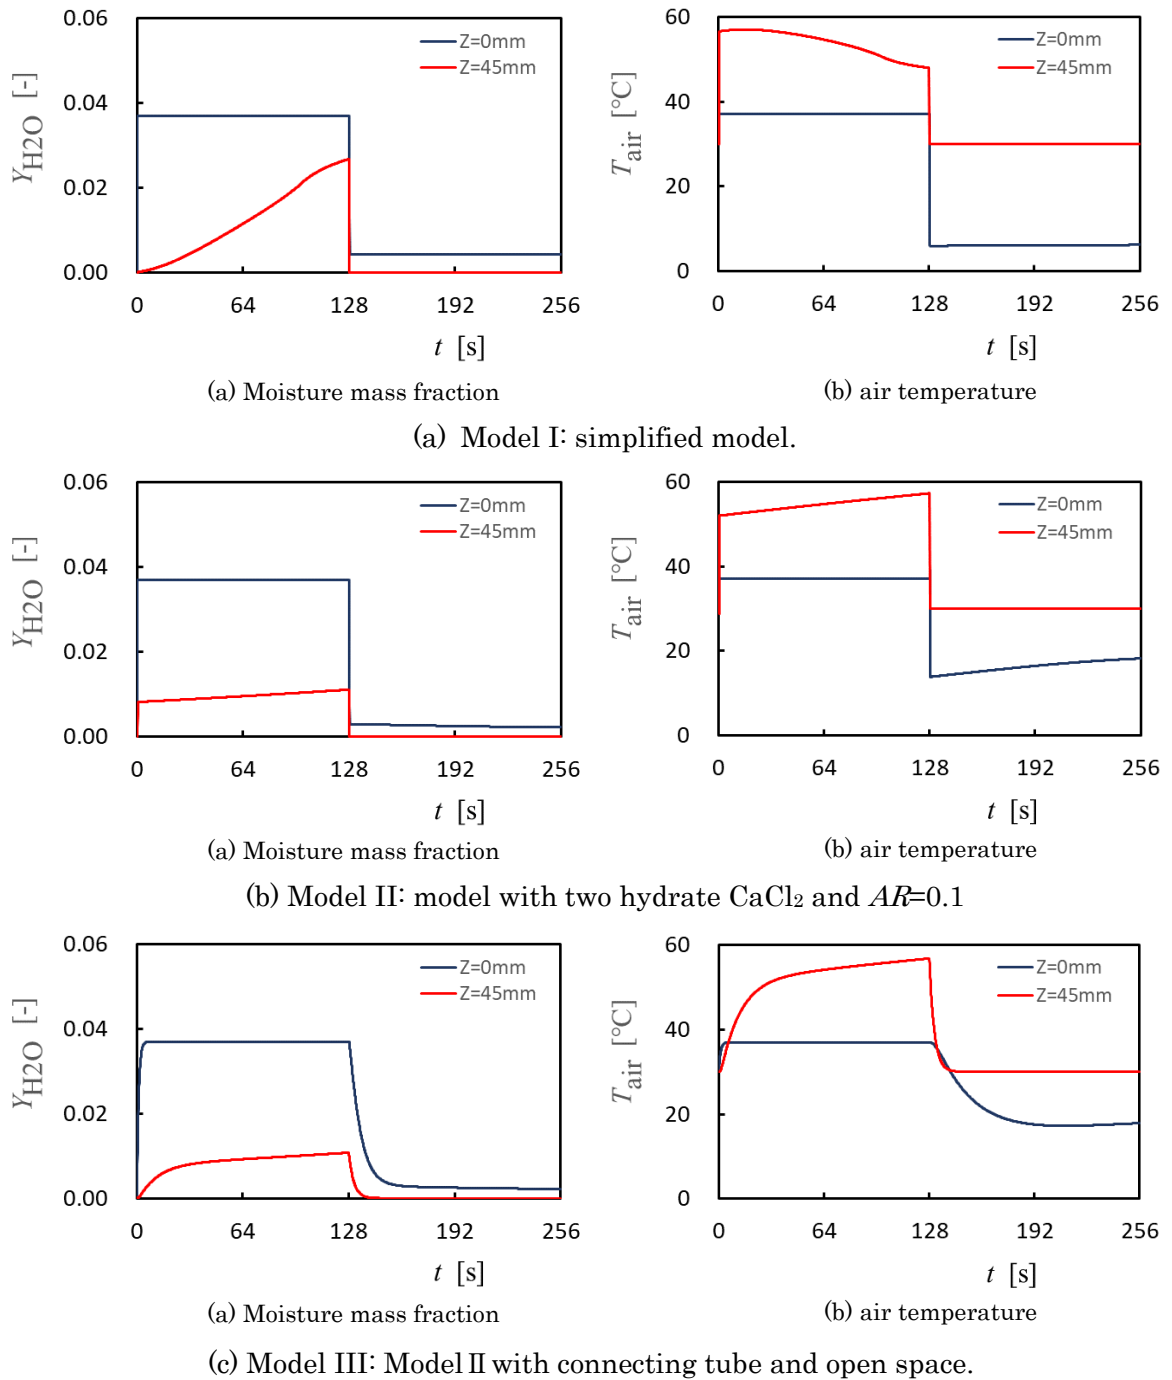 0.06
0.04
0.02
0.00
Y_H2O [-]
Z=0mm
Z=45mm
0 64 128 192 256
t [s]
(a) Moisture mass fraction
60
40
20
0
T_air [°C]
Z=0mm
Z=45mm
0 64 128 192 256
t [s]
(b) air temperature
(a) Model I: simplified model.
0.06
0.04
0.02
0.00
Y_H2O [-]
Z=0mm
Z=45mm
0 64 128 192 256
t [s]
(a) Moisture mass fraction
60
40
20
0
T_air [°C]
Z=0mm
Z=45mm
0 64 128 192 256
t [s]
(b) air temperature
(b) Model II: model with two hydrate CaCl₂ and AR=0.1
0.06
0.04
0.02
0.00
Y_H2O [-]
Z=0mm
Z=45mm
0 64 128 192 256
t [s]
(a) Moisture mass fraction
60
40
20
0
T_air [°C]
Z=0mm
Z=45mm
0 64 128 192 256
t [s]
(b) air temperature
(c) Model III: Model Ⅱ with connecting tube and open space.